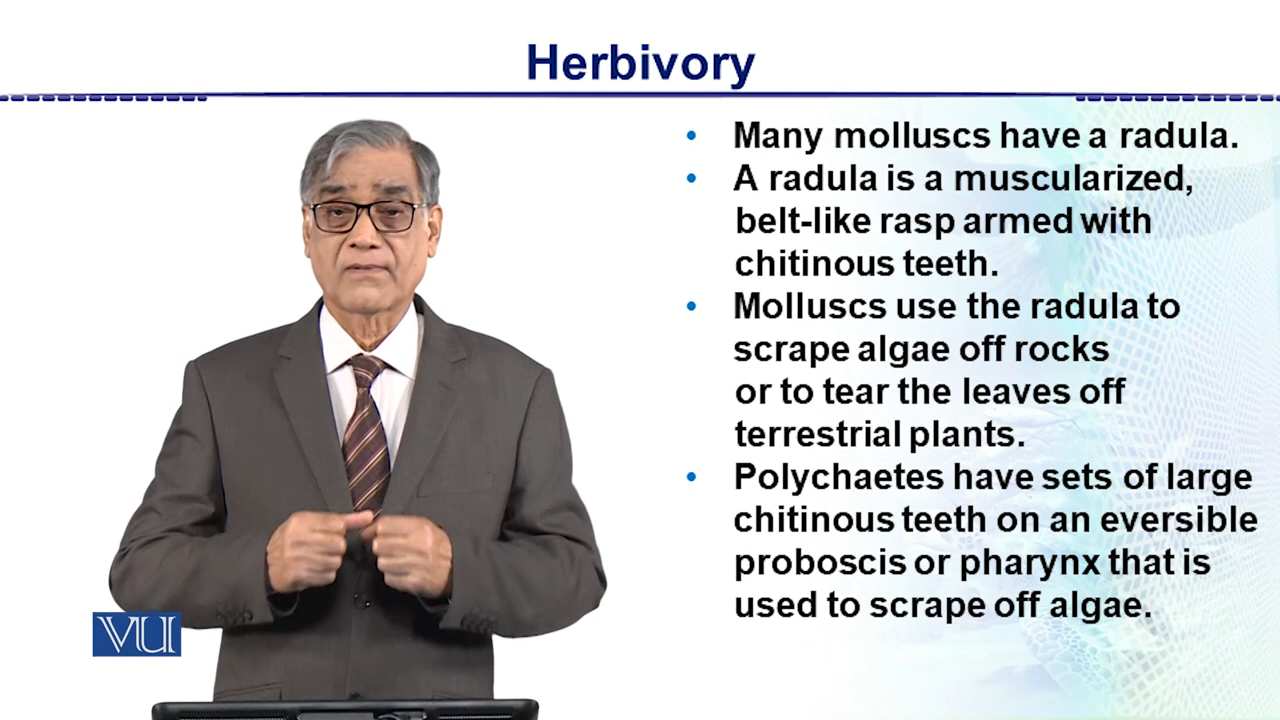 Herbivory
• Many molluscs have a radula.
• A radula is a muscularized,
belt-like rasp armed with
chitinous teeth.
• Molluscs use the radula to
scrape algae off rocks
or to tear the leaves off
terrestrial plants.
• Polychaetes have sets of large
chitinous teeth on an eversible
proboscis or pharynx that is
used to scrape off algae.
VU